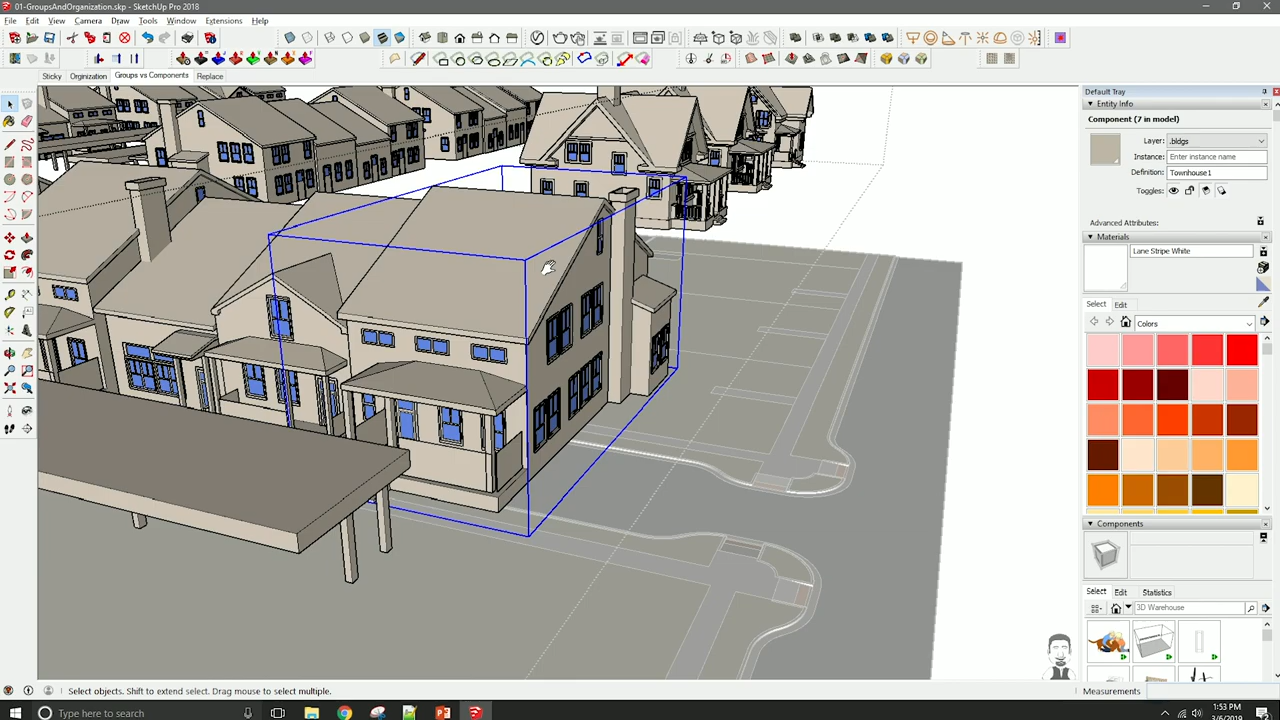 01-GroupsAndOrganization.skp - SketchUp Pro 2018
File Edit View Camera Draw Tools Window Extensions Help
Sticky Orginization Groups vs Components Replace
Default Tray
Entity Info
Component (7 in model)
Layer: .bldgs
Instance: Enter instance name
Definition: Townhouse1
Toggles:
Advanced Attributes:
Materials
Lane Stripe White
Select Edit
Colors
Components
Select Edit Statistics
3D Warehouse
Select objects. Shift to extend select. Drag mouse to select multiple.
Measurements
Type here to search
1:53 PM